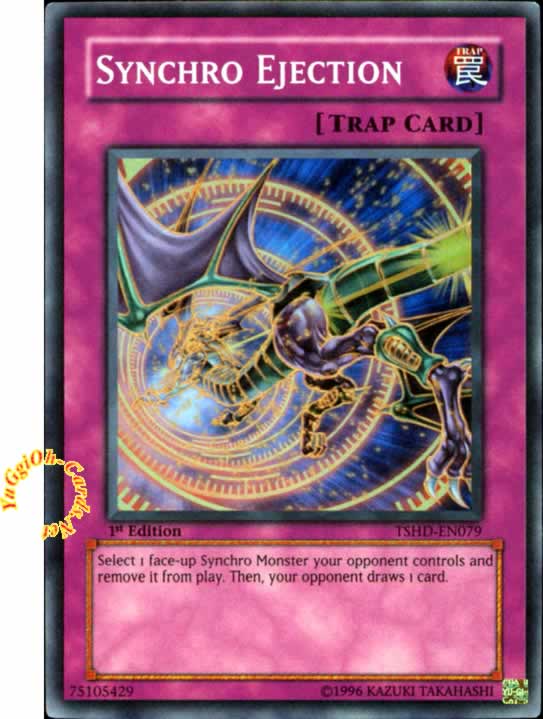 SYNCHRO EJECTION
TRAP
罠
[TRAP CARD]
YuGgiOh-Cards.Net
1st Edition
TSHD-EN079
Select 1 face-up Synchro Monster your opponent controls and
remove it from play. Then, your opponent draws 1 card.
75105429
©1996 KAZUKI TAKAHASHI